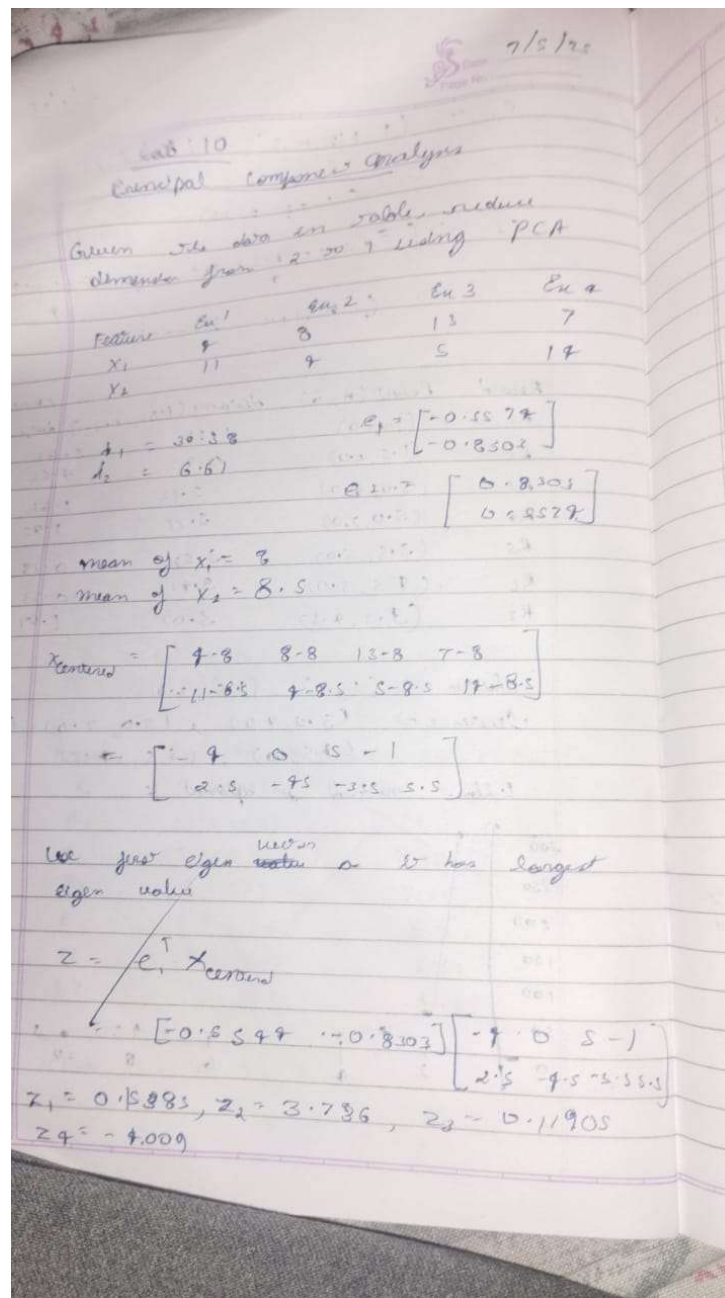 7/5/25
Date
Page No
Lab 10
Principal Component Analysis
Given the data in table, reduce
dimension from 2 to 1 using PCA
Feature Ex 1 Ex 2 Ex 3 Ex 4
X1 4 8 13 7
X2 11 4 5 14
λ1 = 30.38 e1 = [-0.5574
-0.8303]
λ2 = 6.61 e2 = [0.8303
0.5574]
mean of X1 = 8
mean of X2 = 8.5
Xcentered = [4-8 8-8 13-8 7-8
11-8.5 4-8.5 5-8.5 14-8.5]
= [-4 0 5 -1
2.5 -4.5 -3.5 5.5]
Use first eigen vector as it has largest
eigen value
Z = e1ᵀ Xcentered
[-0.5574 -0.8303] [-4 0 5 -1
2.5 -4.5 -3.5 5.5]
Z1 = 0.15385, Z2 = 3.736, Z3 = 0.11905
Z4 = -4.009